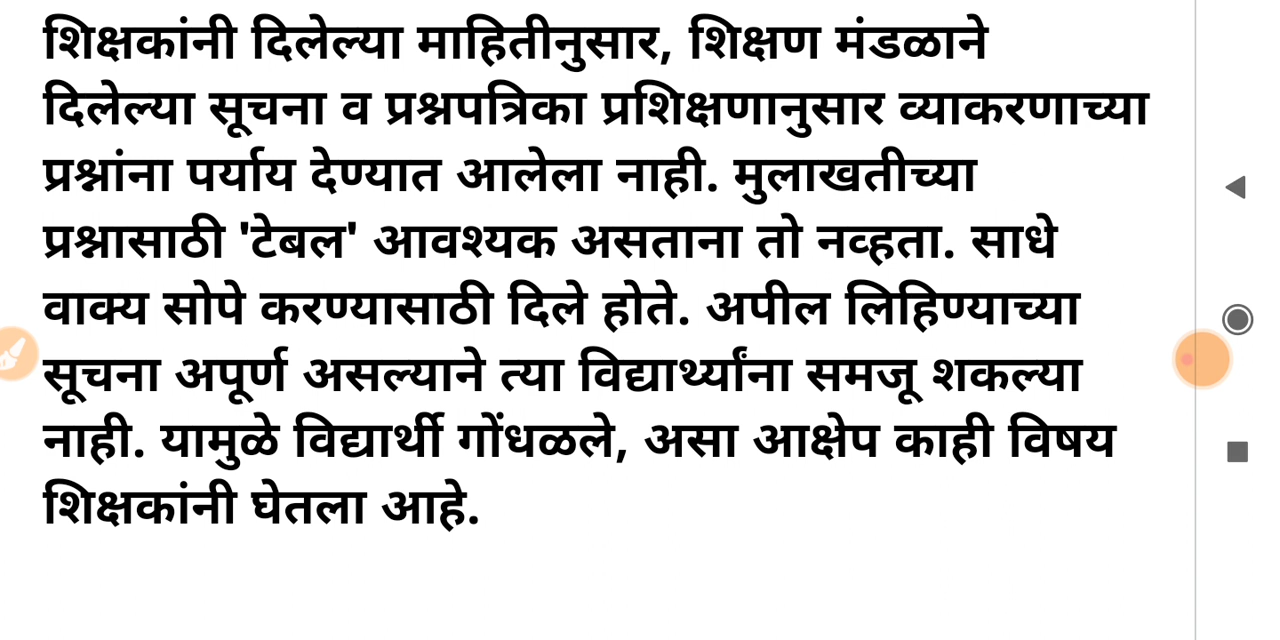 शिक्षकांनी दिलेल्या माहितीनुसार, शिक्षण मंडळाने
दिलेल्या सूचना व प्रश्नपत्रिका प्रशिक्षणानुसार व्याकरणाच्या
प्रश्नांना पर्याय देण्यात आलेला नाही. मुलाखतीच्या
प्रश्नासाठी 'टेबल' आवश्यक असताना तो नव्हता. साधे
वाक्य सोपे करण्यासाठी दिले होते. अपील लिहिण्याच्या
सूचना अपूर्ण असल्याने त्या विद्यार्थ्यांना समजू शकल्या
नाही. यामुळे विद्यार्थी गोंधळले, असा आक्षेप काही विषय
शिक्षकांनी घेतला आहे.